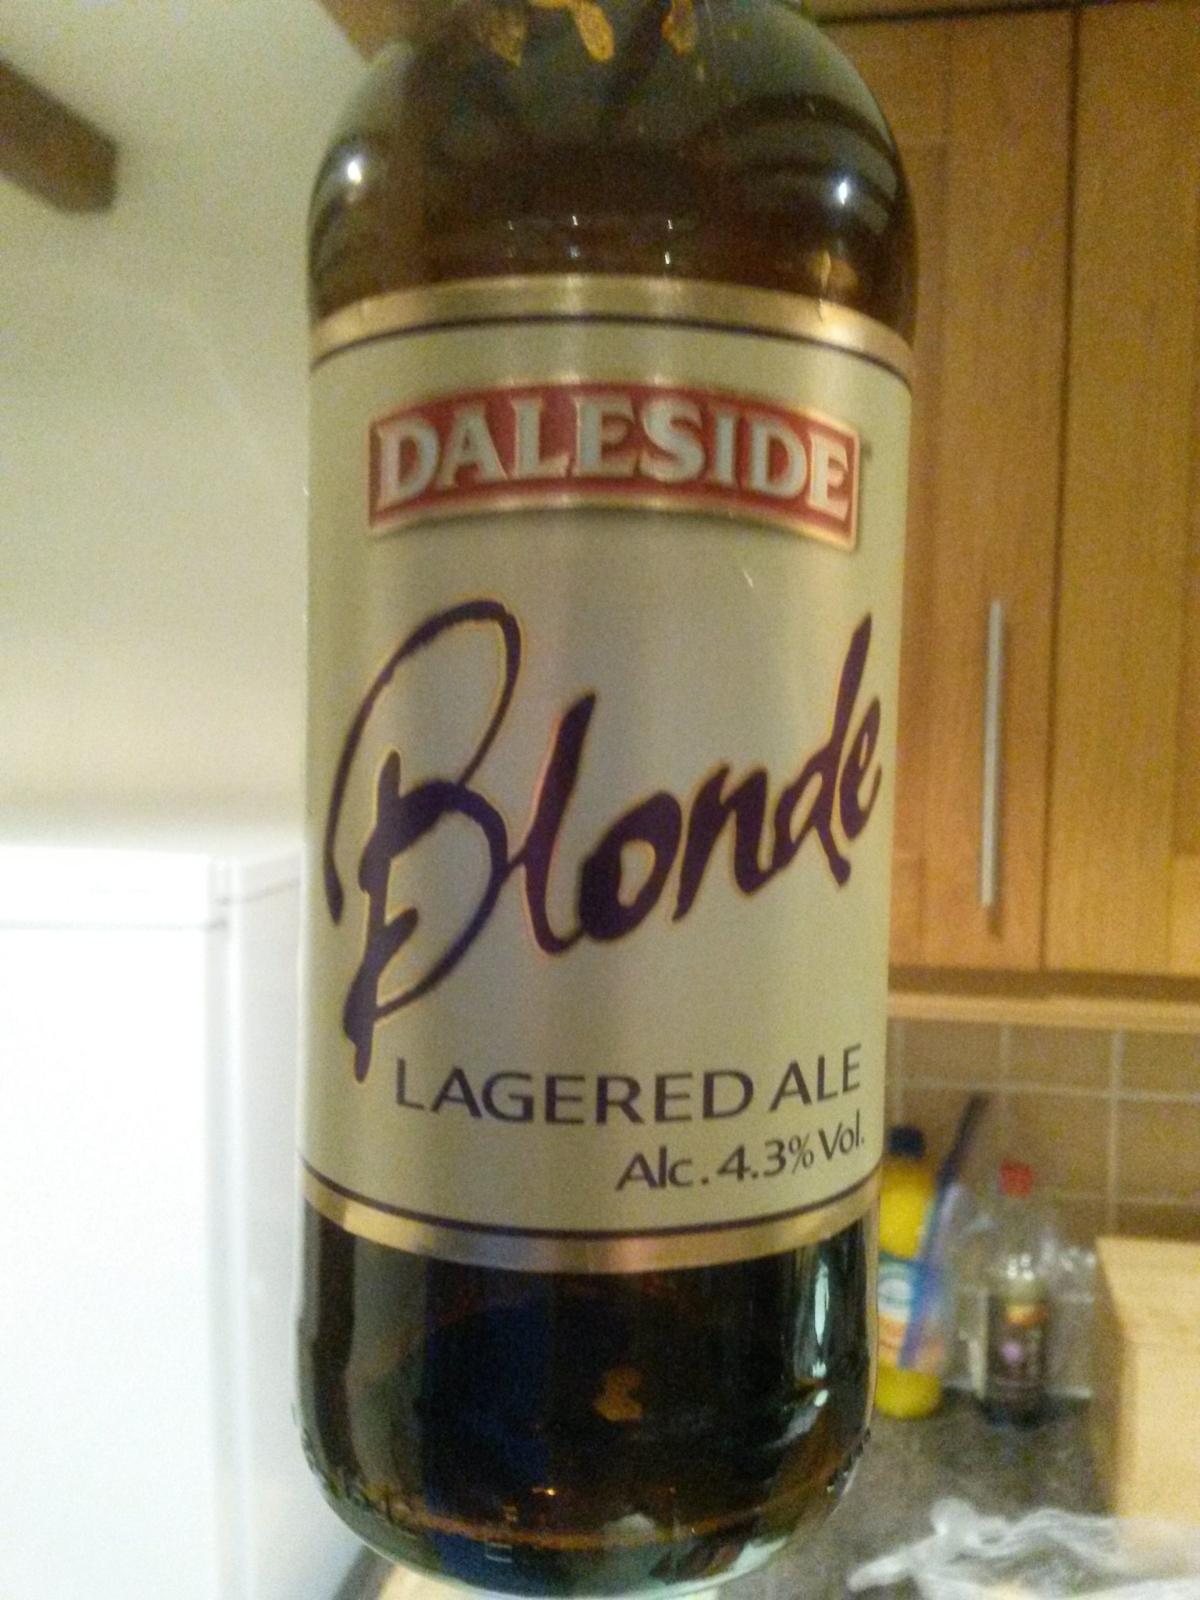 DALESIDE
Blonde
LAGERED ALE
Alc. 4.3% Vol.